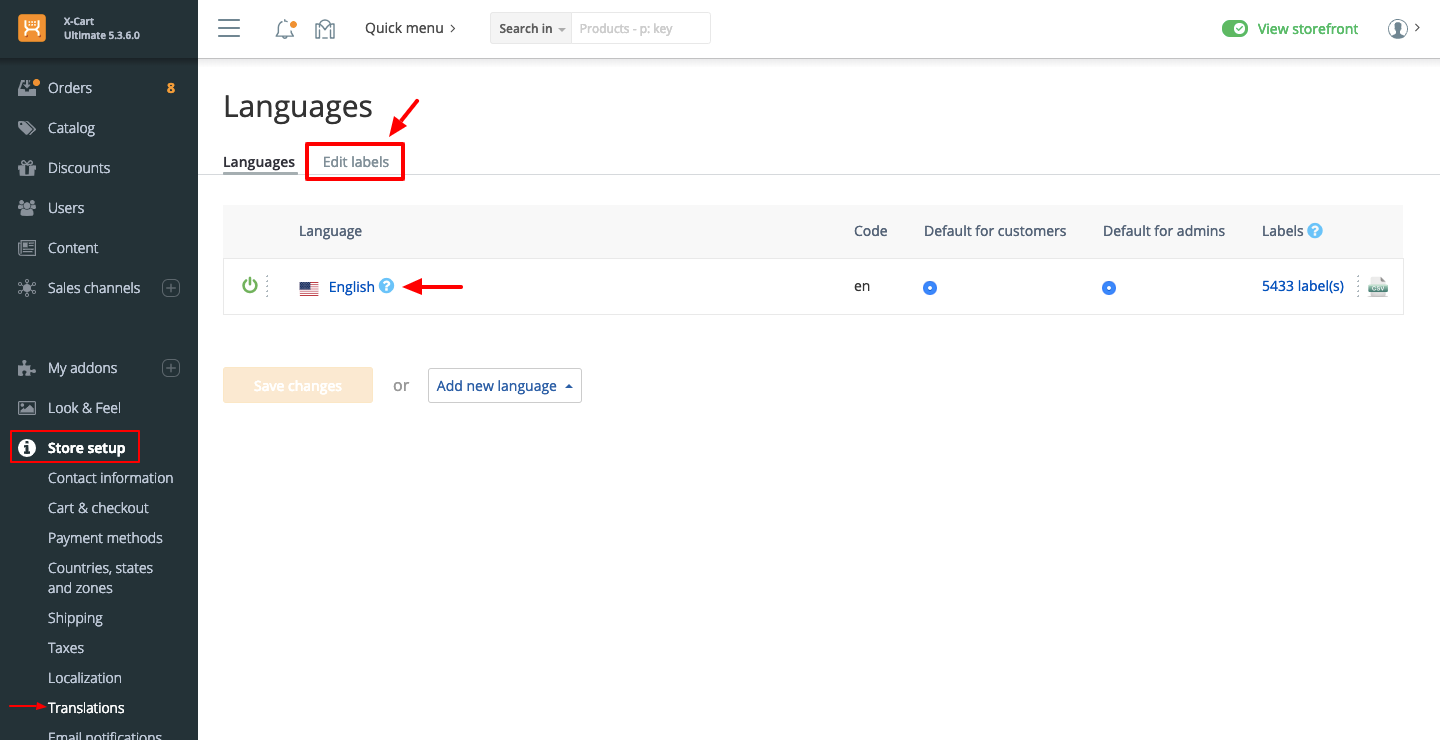 X-Cart
Ultimate 5.3.6.0
Quick menu
Search in
Products - p: key
View storefront
Orders 8
Catalog
Discounts
Users
Content
Sales channels
My addons
Look & Feel
Store setup
Contact information
Cart & checkout
Payment methods
Countries, states
and zones
Shipping
Taxes
Localization
Translations
Email notifications
Languages
Languages Edit labels
Language Code Default for customers Default for admins Labels ?
English ? en 5433 label(s) CSV
Save changes or Add new language